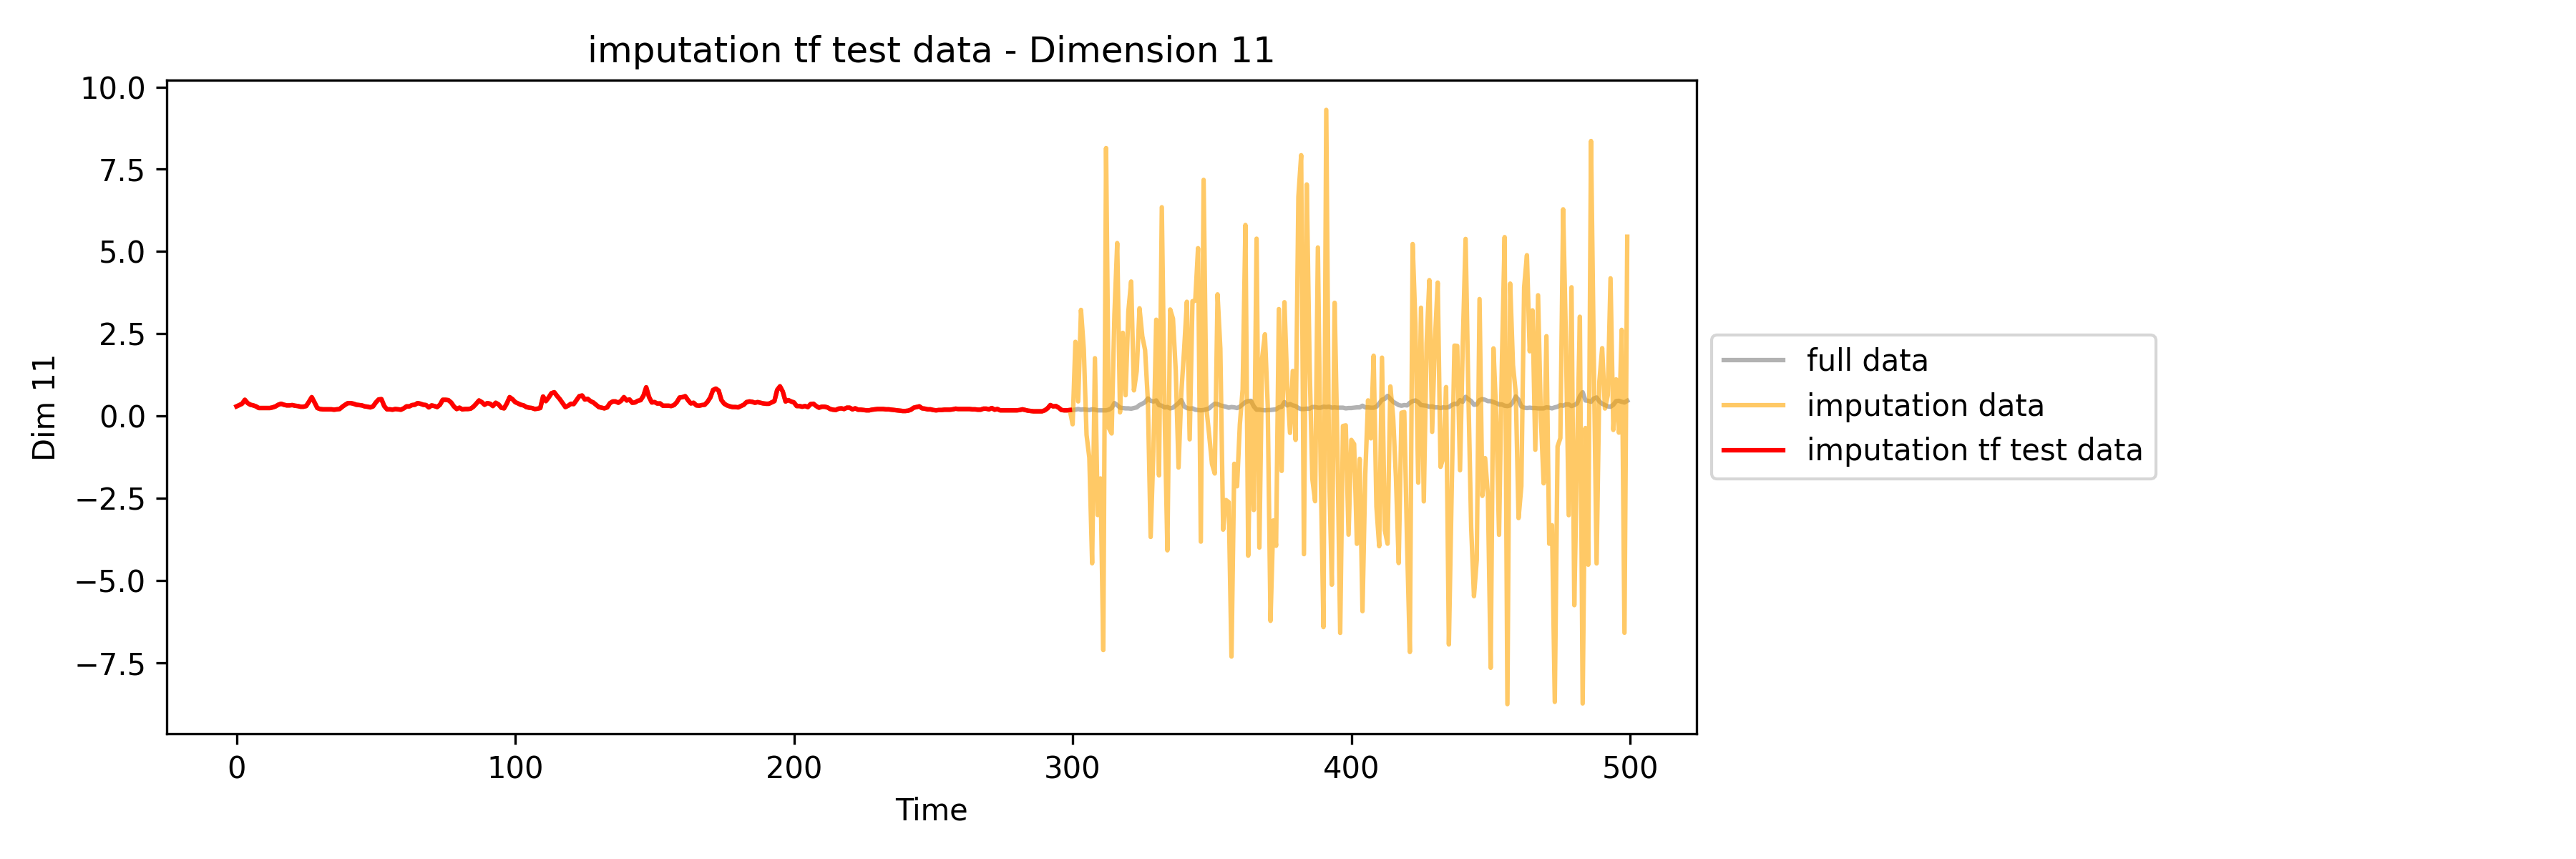 imputation tf test data - Dimension 11
10.0
7.5
5.0
2.5
0.0
−2.5
−5.0
−7.5
Dim 11
0 100 200 300 400 500
Time
full data
imputation data
imputation tf test data